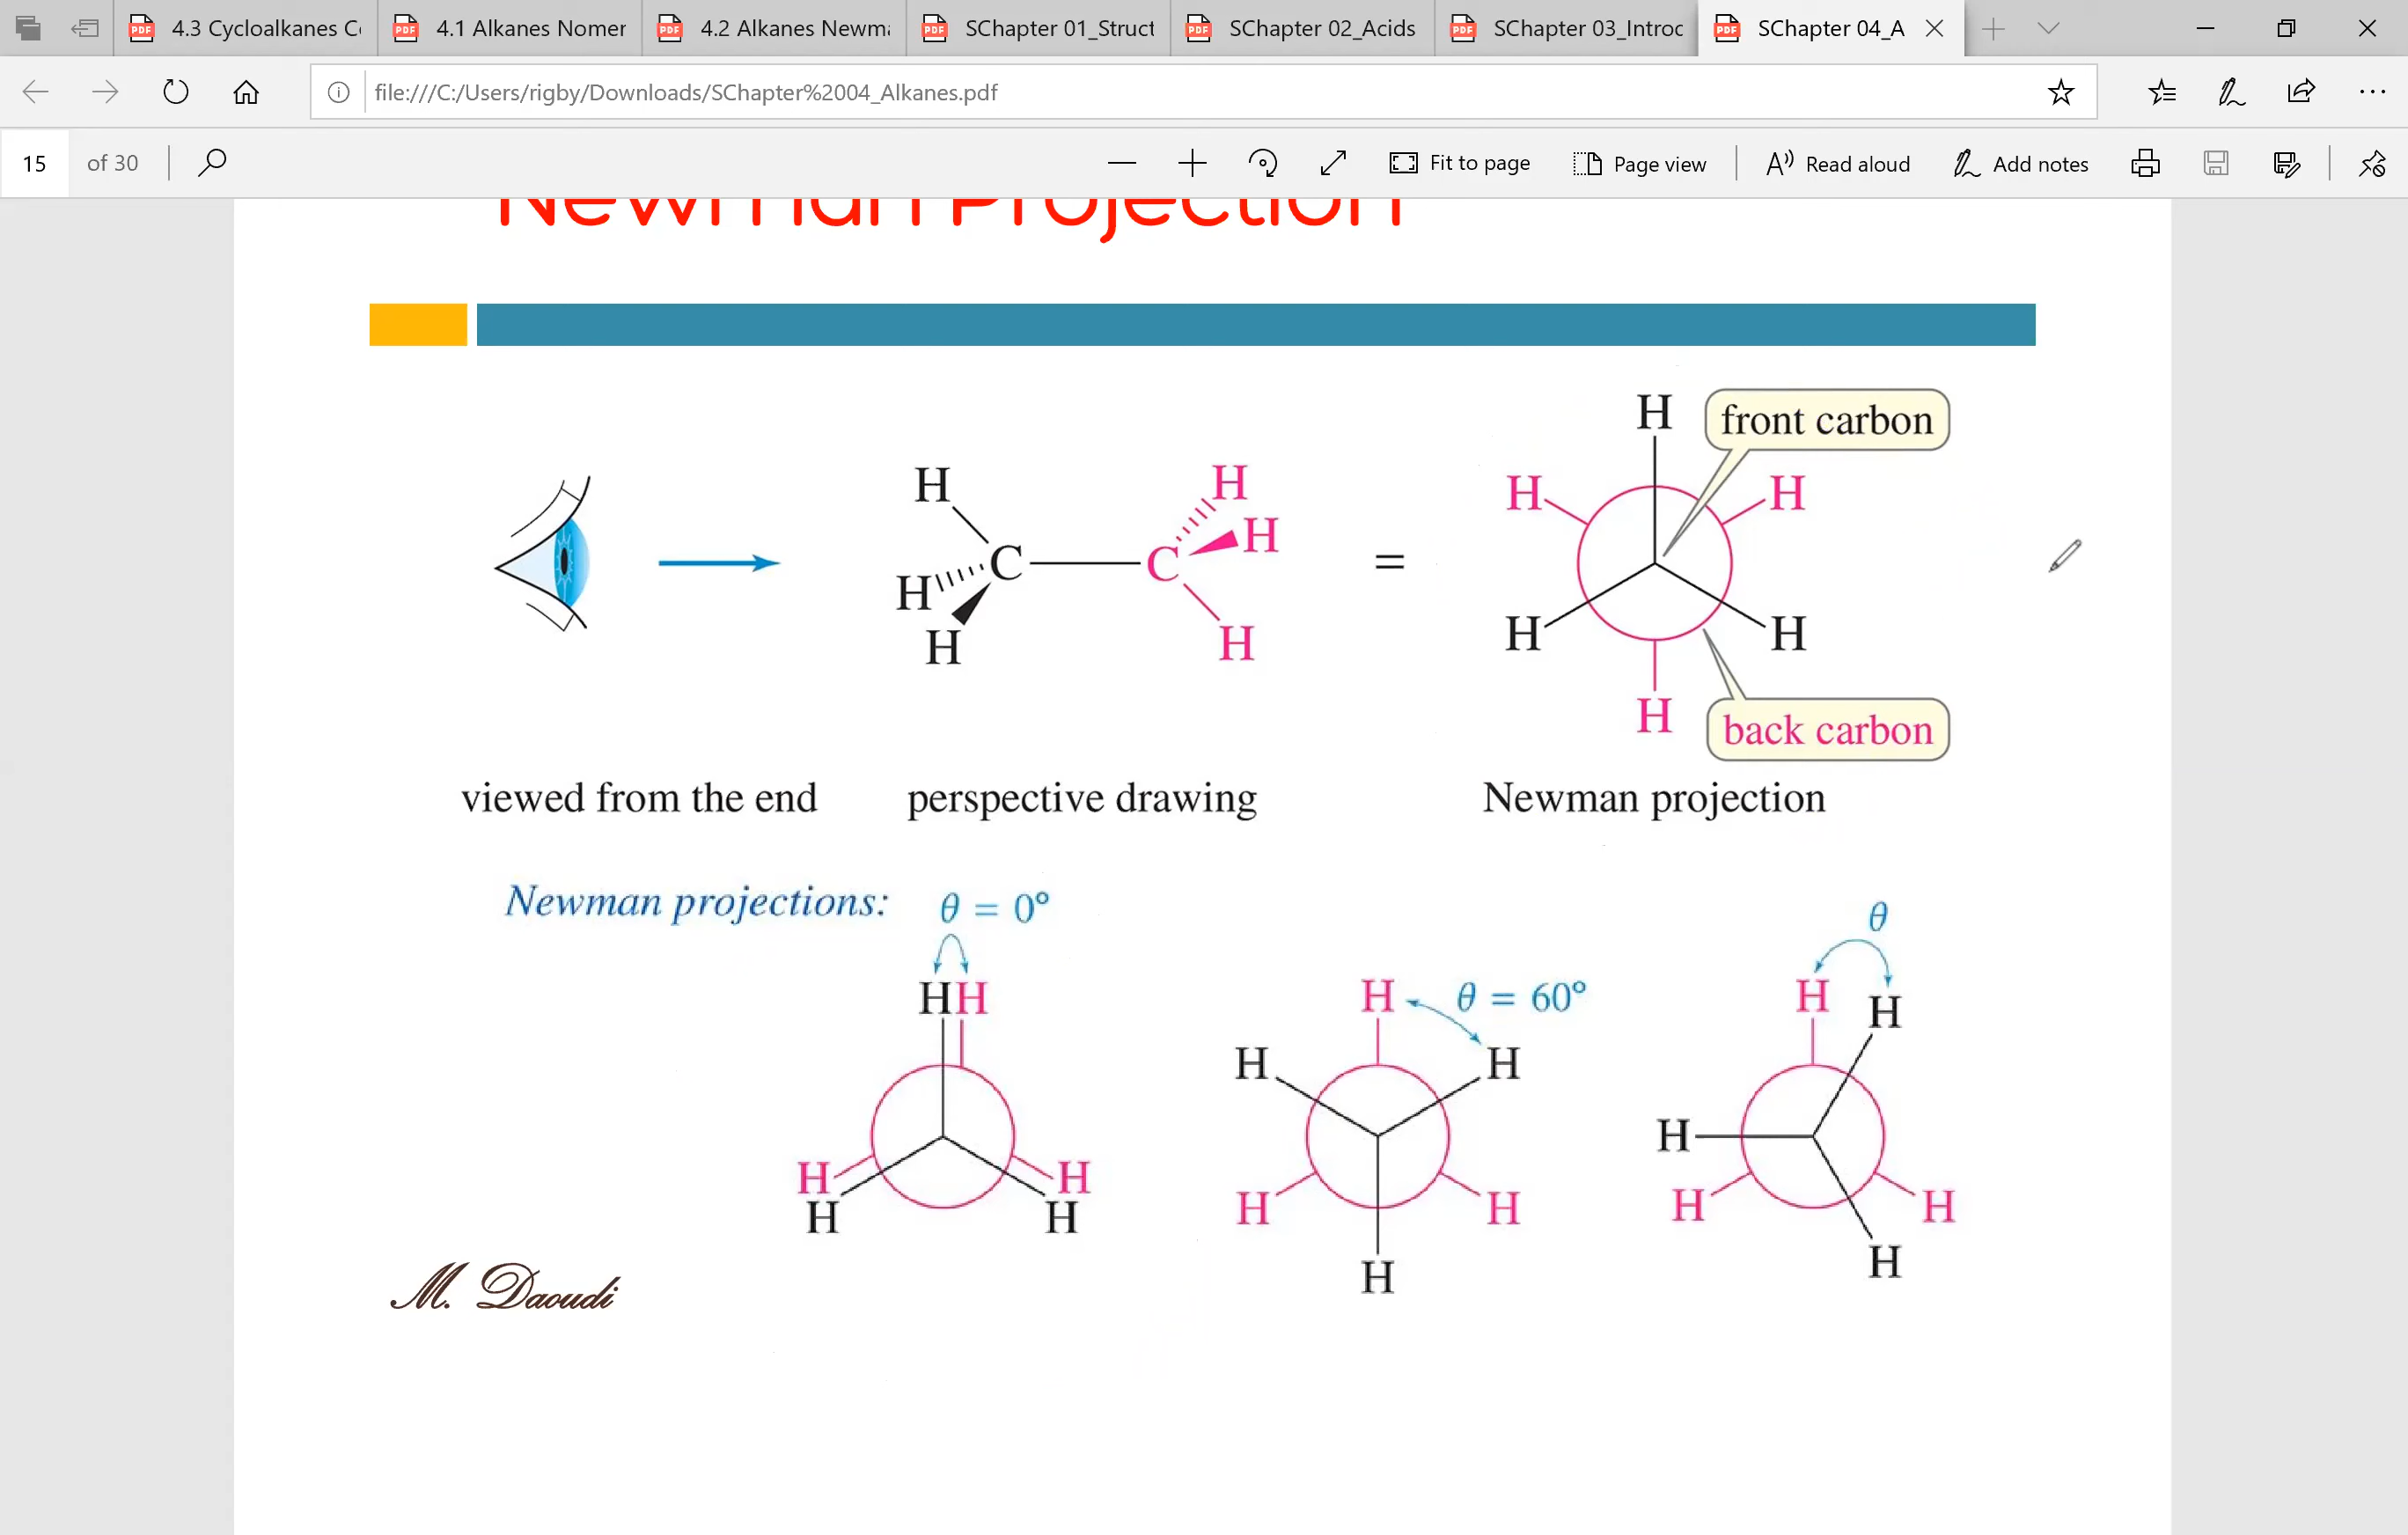 4.3 Cycloalkanes C
4.1 Alkanes Nomer
4.2 Alkanes Newm
SChapter 01_Struct
SChapter 02_Acids
SChapter 03_Introc
SChapter 04_A
file:///C:/Users/rigby/Downloads/SChapter%2004_Alkanes.pdf
15 of 30
Fit to page
Page view
Read aloud
Add notes
Newman Projection
H
front carbon
H H H H
H C C H =
H
H H
H H
H
back carbon
viewed from the end
perspective drawing
Newman projection
Newman projections:
θ = 0°
θ
H H
H θ = 60°
H H
H H
H
H H
H H
H H
H H
H
H
M. Daoudi